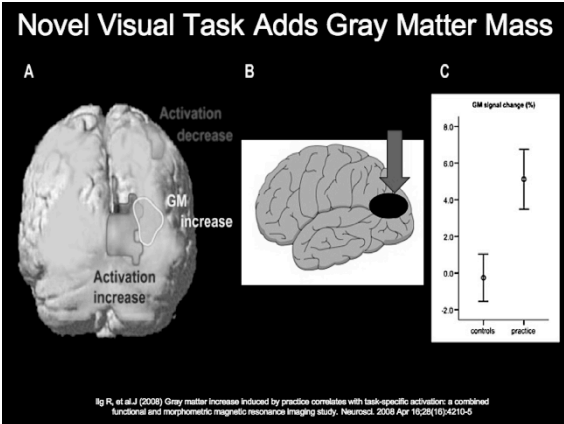 Novel Visual Task Adds Gray Matter Mass
A
B
C
Activation
decrease
GM
increase
Activation
increase
GM signal change (%)
8.0
6.0
4.0
2.0
0.0
-2.0
controls
practice
Ilg R, et al.J (2008) Gray matter increase induced by practice correlates with task-specific activation: a combined
functional and morphometric magnetic resonance imaging study. Neurosci. 2008 Apr 16;28(16):4210-5